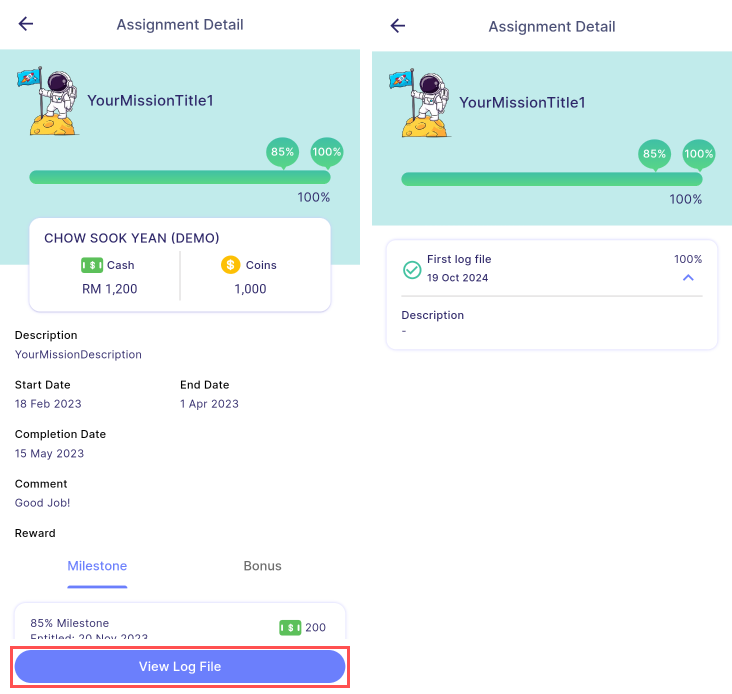 Assignment Detail
YourMissionTitle1
85%
100%
100%
CHOW SOOK YEAN (DEMO)
$ Cash
$ Coins
RM 1,200
1,000
Description
YourMissionDescription
Start Date
End Date
18 Feb 2023
1 Apr 2023
Completion Date
15 May 2023
Comment
Good Job!
Reward
Milestone
Bonus
85% Milestone
$ 200
Entitled: 20 Nov 2023
View Log File
Assignment Detail
YourMissionTitle1
85%
100%
100%
First log file
100%
19 Oct 2024
Description
-